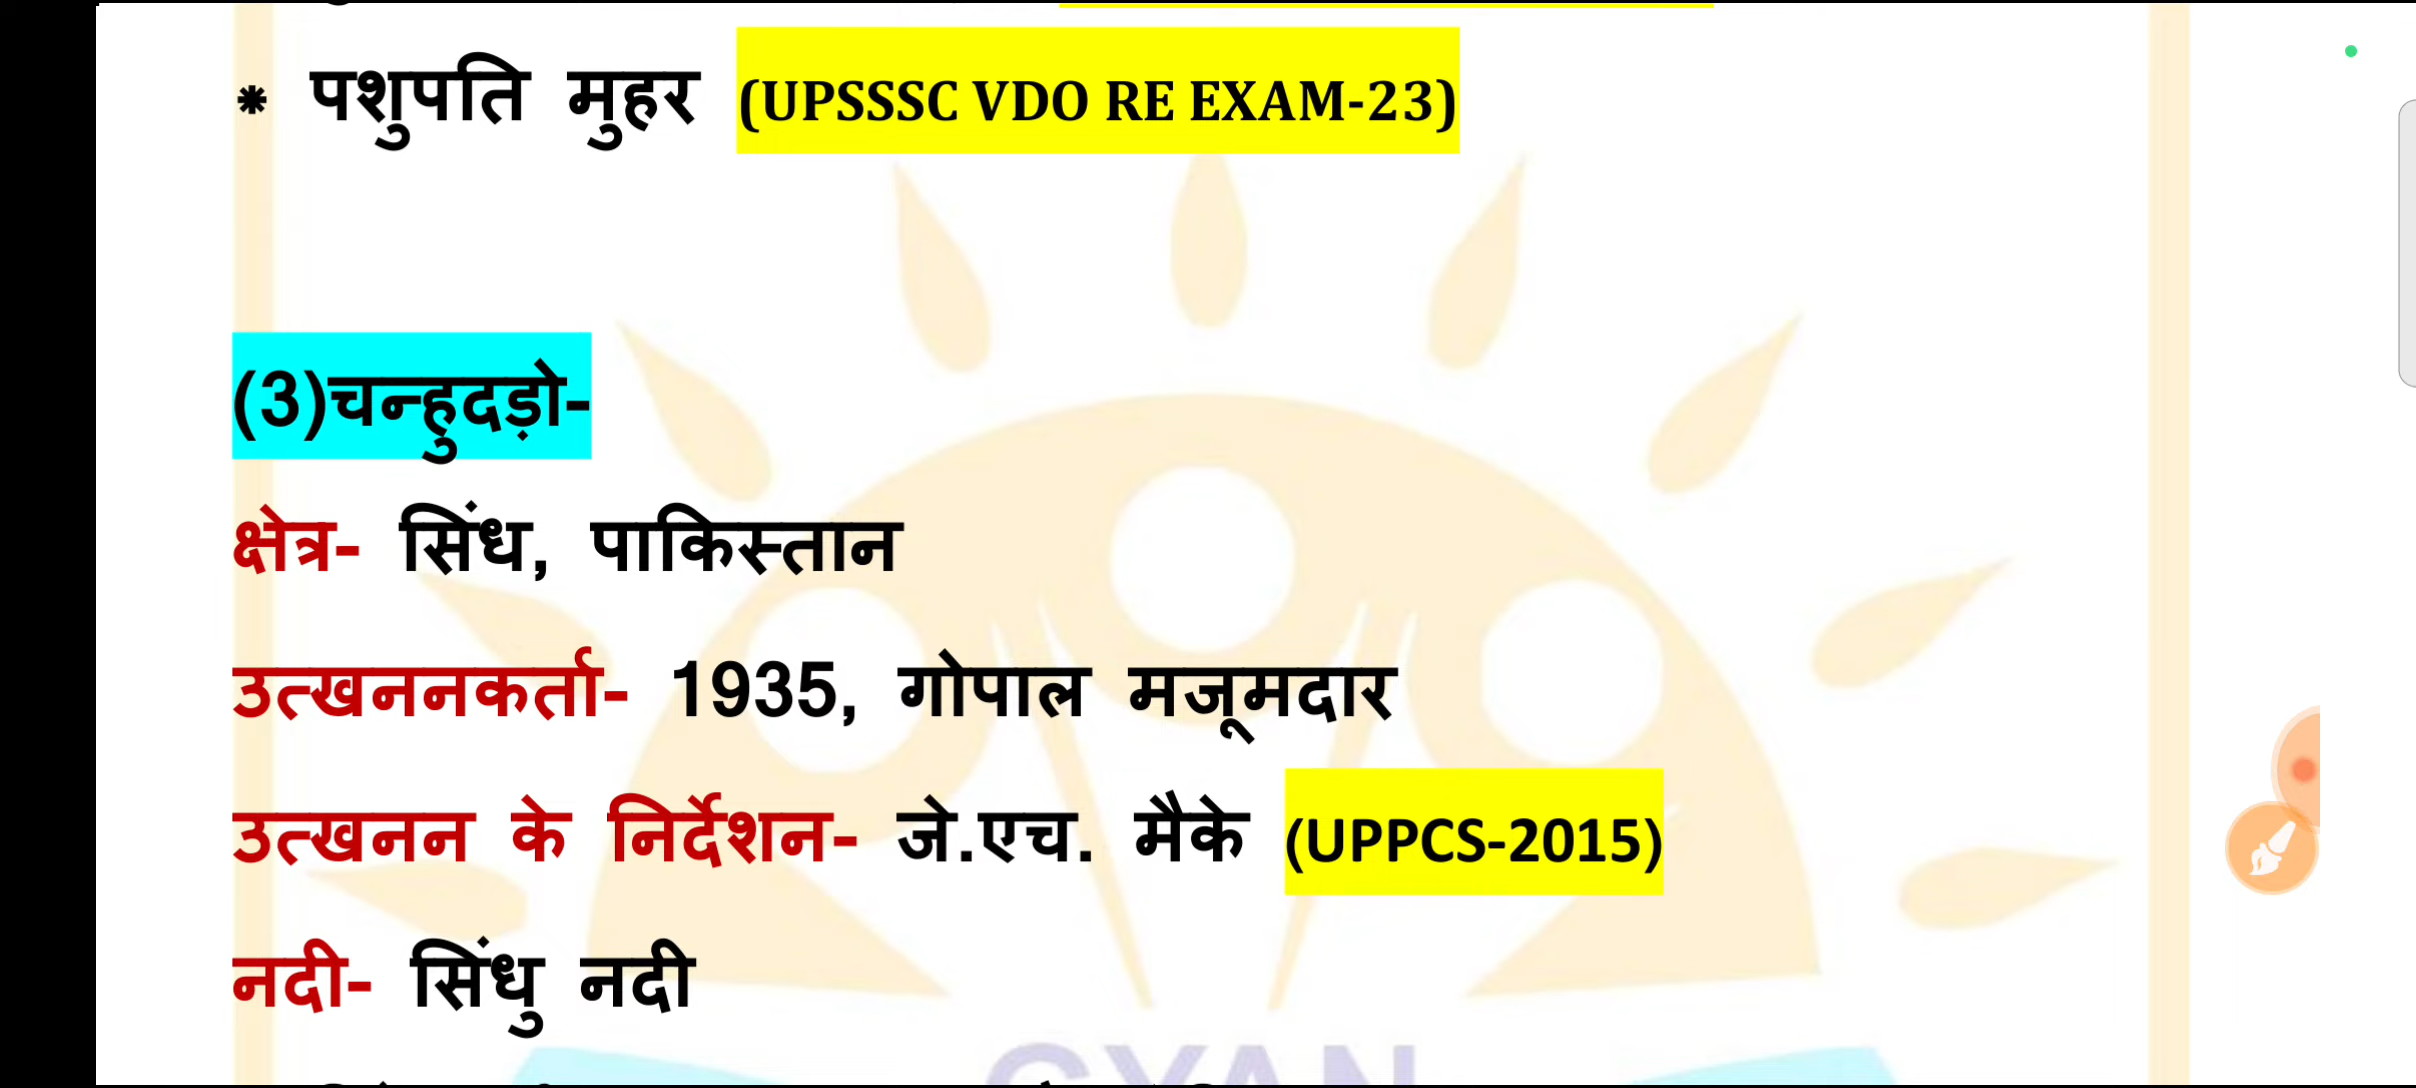 * पशुपति मुहर (UPSSSC VDO RE EXAM-23)
(3)चन्हुदड़ो-
क्षेत्र- सिंध, पाकिस्तान
उत्खननकर्ता- 1935, गोपाल मजूमदार
उत्खनन के निर्देशन- जे.एच. मैके (UPPCS-2015)
नदी- सिंधु नदी
GYAN